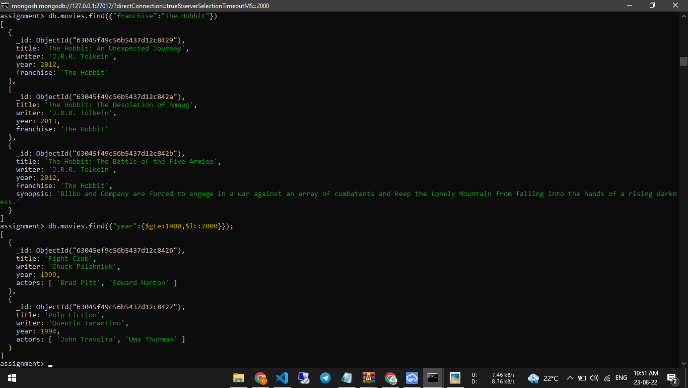 mongosh mongodb://127.0.0.1:27017/?directConnection=true&serverSelectionTimeoutMS=2000
assignment> db.movies.find({"franchise":"The Hobbit"})
[
{
_id: ObjectId("63045f49c56b5437d12c8429"),
title: 'The Hobbit: An Unexpected Journey',
writer: 'J.R.R. Tolkein',
year: 2012,
franchise: 'The Hobbit'
},
{
_id: ObjectId("63045f49c56b5437d12c842a"),
title: 'The Hobbit: The Desolation of Smaug',
writer: 'J.R.R. Tolkein',
year: 2013,
franchise: 'The Hobbit'
},
{
_id: ObjectId("63045f49c56b5437d12c842b"),
title: 'The Hobbit: The Battle of the Five Armies',
writer: 'J.R.R. Tolkein',
year: 2012,
franchise: 'The Hobbit',
synopsis: 'Bilbo and Company are forced to engage in a war against an array of combatants and keep the Lonely Mountain from falling into the hands of a rising darkn
ess.'
}
]
assignment> db.movies.find({"year":{$gte:1980,$lt:2000}});
[
{
_id: ObjectId("63045ef9c56b5437d12c8426"),
title: 'Fight Club',
writer: 'Chuck Palahniuk',
year: 1999,
actors: [ 'Brad Pitt', 'Edward Norton' ]
},
{
_id: ObjectId("63045f49c56b5437d12c8427"),
title: 'Pulp Fiction',
writer: 'Quentin Tarantino',
year: 1994,
actors: [ 'John Travolta', 'Uma Thurman' ]
}
]
assignment>
U: 7.46 kB/s
D: 8.76 kB/s
22°C
ENG
10:51 AM
23-08-22